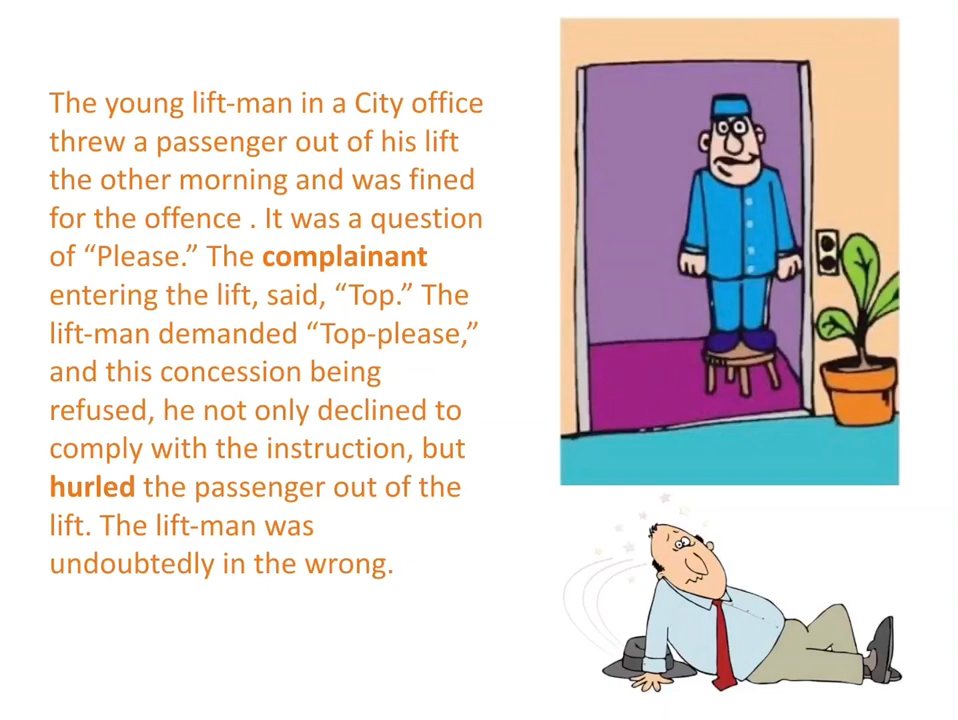 The young lift-man in a City office
threw a passenger out of his lift
the other morning and was fined
for the offence . It was a question
of “Please.” The complainant
entering the lift, said, “Top.” The
lift-man demanded “Top-please,”
and this concession being
refused, he not only declined to
comply with the instruction, but
hurled the passenger out of the
lift. The lift-man was
undoubtedly in the wrong.